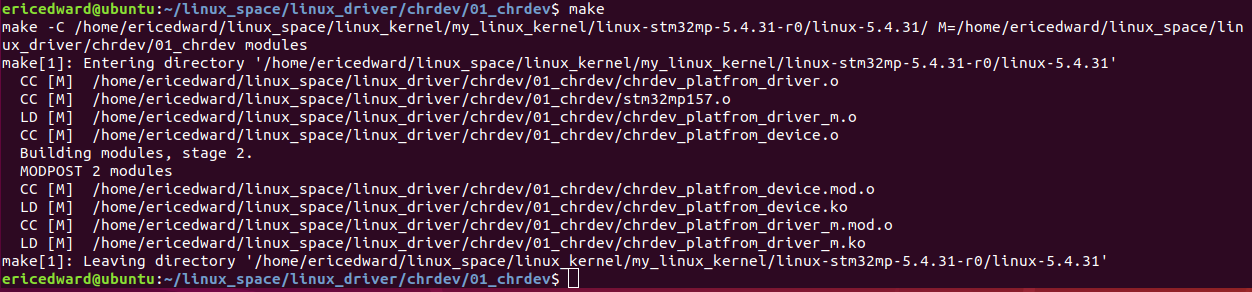 ericedward@ubuntu:~/linux_space/linux_driver/chrdev/01_chrdev$ make
make -C /home/ericedward/linux_space/linux_kernel/my_linux_kernel/linux-stm32mp-5.4.31-r0/linux-5.4.31/ M=/home/ericedward/linux_space/lin
ux_driver/chrdev/01_chrdev modules
make[1]: Entering directory '/home/ericedward/linux_space/linux_kernel/my_linux_kernel/linux-stm32mp-5.4.31-r0/linux-5.4.31'
  CC [M]  /home/ericedward/linux_space/linux_driver/chrdev/01_chrdev/chrdev_platfrom_driver.o
  CC [M]  /home/ericedward/linux_space/linux_driver/chrdev/01_chrdev/stm32mp157.o
  LD [M]  /home/ericedward/linux_space/linux_driver/chrdev/01_chrdev/chrdev_platfrom_driver_m.o
  CC [M]  /home/ericedward/linux_space/linux_driver/chrdev/01_chrdev/chrdev_platfrom_device.o
  Building modules, stage 2.
  MODPOST 2 modules
  CC [M]  /home/ericedward/linux_space/linux_driver/chrdev/01_chrdev/chrdev_platfrom_device.mod.o
  LD [M]  /home/ericedward/linux_space/linux_driver/chrdev/01_chrdev/chrdev_platfrom_device.ko
  CC [M]  /home/ericedward/linux_space/linux_driver/chrdev/01_chrdev/chrdev_platfrom_driver_m.mod.o
  LD [M]  /home/ericedward/linux_space/linux_driver/chrdev/01_chrdev/chrdev_platfrom_driver_m.ko
make[1]: Leaving directory '/home/ericedward/linux_space/linux_kernel/my_linux_kernel/linux-stm32mp-5.4.31-r0/linux-5.4.31'
ericedward@ubuntu:~/linux_space/linux_driver/chrdev/01_chrdev$